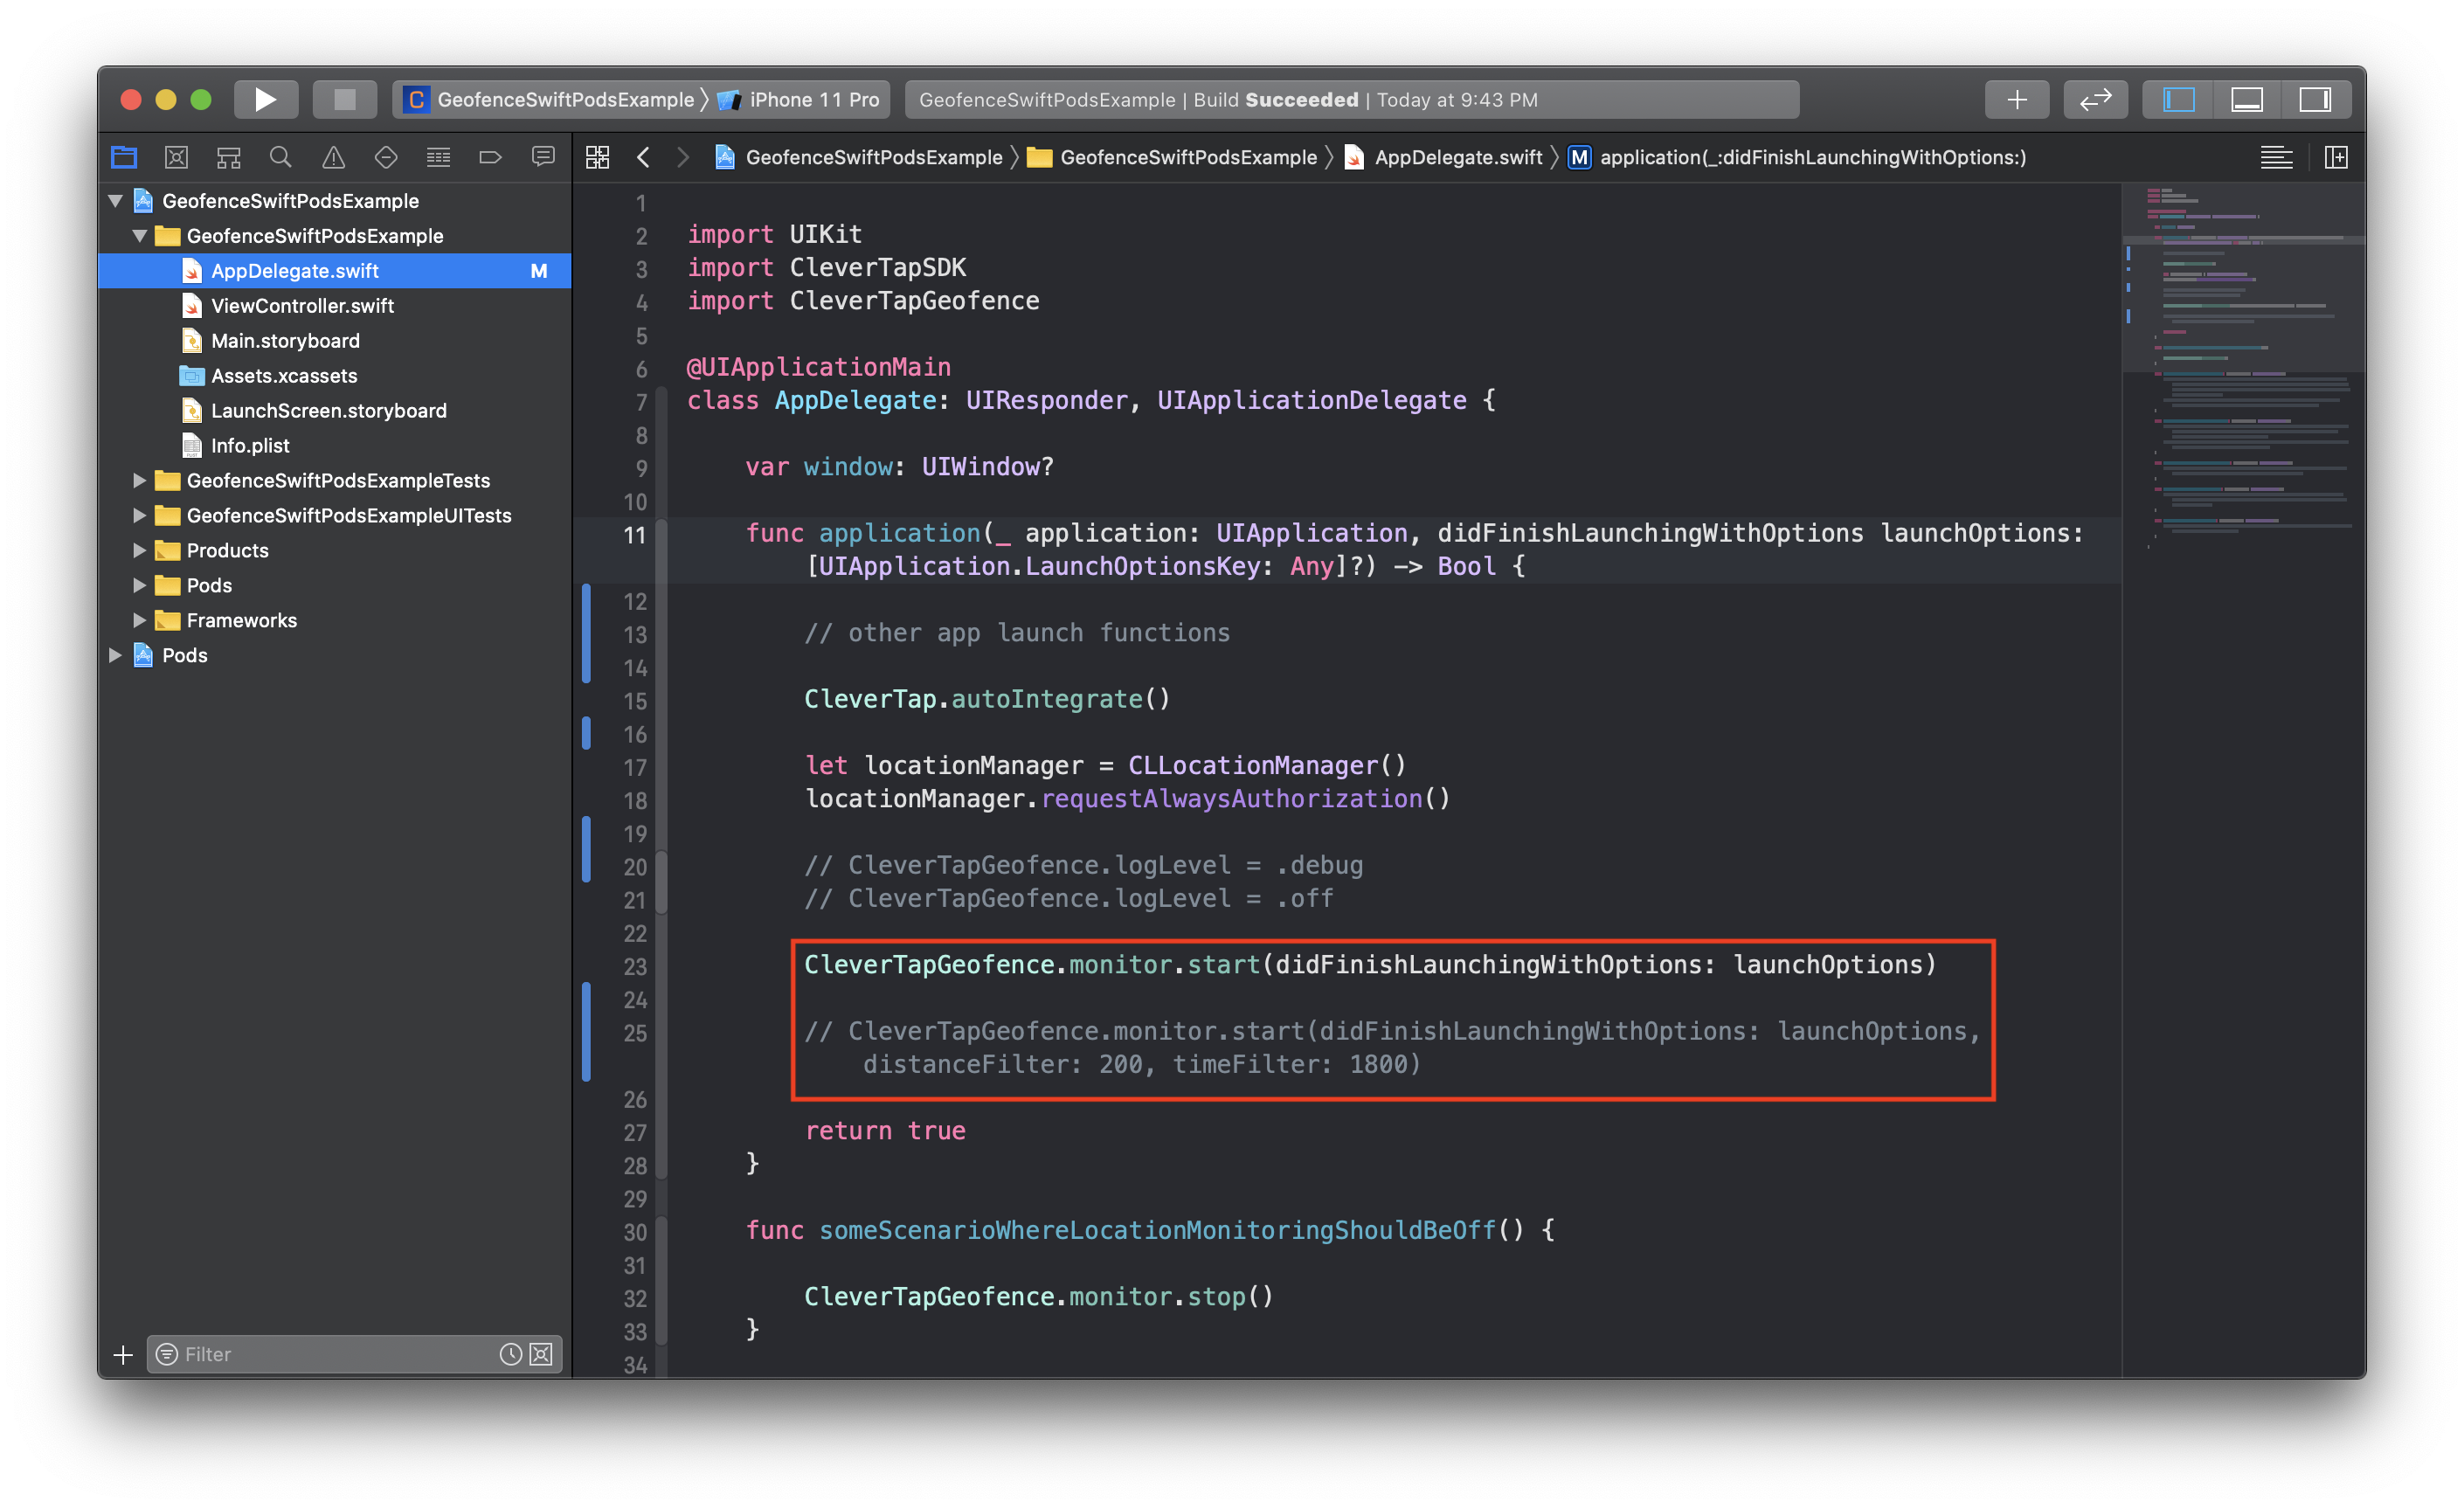 GeofenceSwiftPodsExample 〉 iPhone 11 Pro
GeofenceSwiftPodsExample | Build Succeeded | Today at 9:43 PM
GeofenceSwiftPodsExample 〉 GeofenceSwiftPodsExample 〉 AppDelegate.swift 〉 M application(_:didFinishLaunchingWithOptions:)
GeofenceSwiftPodsExample
GeofenceSwiftPodsExample
AppDelegate.swift M
ViewController.swift
Main.storyboard
Assets.xcassets
LaunchScreen.storyboard
Info.plist
GeofenceSwiftPodsExampleTests
GeofenceSwiftPodsExampleUITests
Products
Pods
Frameworks
Pods
Filter
1
2 import UIKit
3 import CleverTapSDK
4 import CleverTapGeofence
5
6 @UIApplicationMain
7 class AppDelegate: UIResponder, UIApplicationDelegate {
8
9     var window: UIWindow?
10
11     func application(_ application: UIApplication, didFinishLaunchingWithOptions launchOptions:
        [UIApplication.LaunchOptionsKey: Any]?) -> Bool {
12
13         // other app launch functions
14
15         CleverTap.autoIntegrate()
16
17         let locationManager = CLLocationManager()
18         locationManager.requestAlwaysAuthorization()
19
20         // CleverTapGeofence.logLevel = .debug
21         // CleverTapGeofence.logLevel = .off
22
23         CleverTapGeofence.monitor.start(didFinishLaunchingWithOptions: launchOptions)
24
25         // CleverTapGeofence.monitor.start(didFinishLaunchingWithOptions: launchOptions,
            distanceFilter: 200, timeFilter: 1800)
26
27         return true
28     }
29
30     func someScenarioWhereLocationMonitoringShouldBeOff() {
31
32         CleverTapGeofence.monitor.stop()
33     }
34